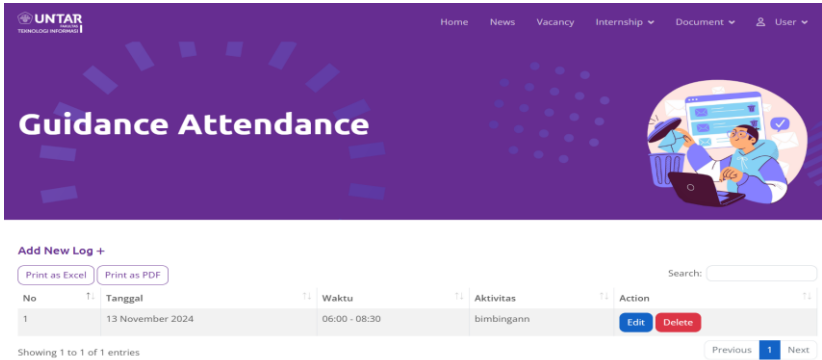 UNTAR
FAKULTAS
TEKNOLOGI INFORMASI
Home News Vacancy Internship Document User
Guidance Attendance
Add New Log +
Print as Excel Print as PDF
Search:
No Tanggal Waktu Aktivitas Action
1 13 November 2024 06:00 - 08:30 bimbingann Edit Delete
Showing 1 to 1 of 1 entries
Previous 1 Next